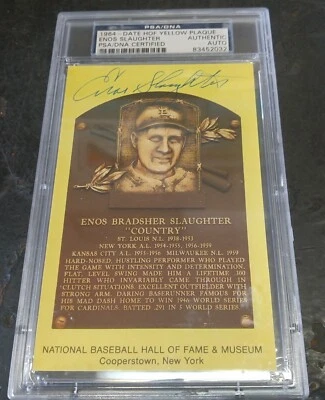 PSA/DNA
1964 - DATE HOF YELLOW PLAQUE
ENOS SLAUGHTER AUTHENTIC
AUTO
PSA/DNA CERTIFIED 83452032
Enos Slaughter
ENOS BRADSHER SLAUGHTER
"COUNTRY"
ST. LOUIS N.L. 1938-1953
NEW YORK A.L. 1954-1955, 1956-1959
KANSAS CITY A.L. 1955-1956 MILWAUKEE N.L. 1959
HARD-NOSED, HUSTLING PERFORMER WHO PLAYED
THE GAME WITH INTENSITY AND DETERMINATION.
FLAT, LEVEL SWING MADE HIM A LIFETIME .300
HITTER WHO INVARIABLY CAME THROUGH IN
CLUTCH SITUATIONS. EXCELLENT OUTFIELDER WITH
STRONG ARM. DARING BASERUNNER FAMOUS FOR
HIS MAD DASH HOME TO WIN 1946 WORLD SERIES
FOR CARDINALS. BATTED .291 IN 5 WORLD SERIES.
NATIONAL BASEBALL HALL OF FAME & MUSEUM
Cooperstown, New York